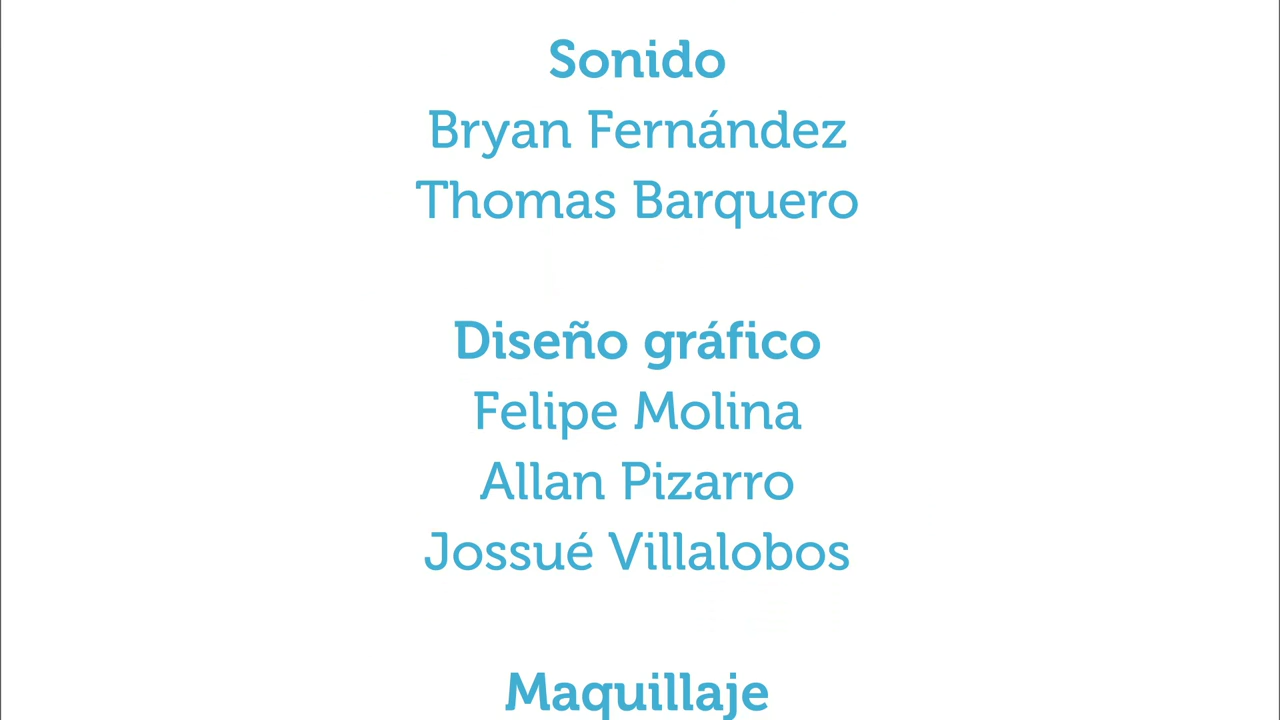 Sonido
Bryan Fernández
Thomas Barquero
Diseño gráfico
Felipe Molina
Allan Pizarro
Jossué Villalobos
Maquillaje